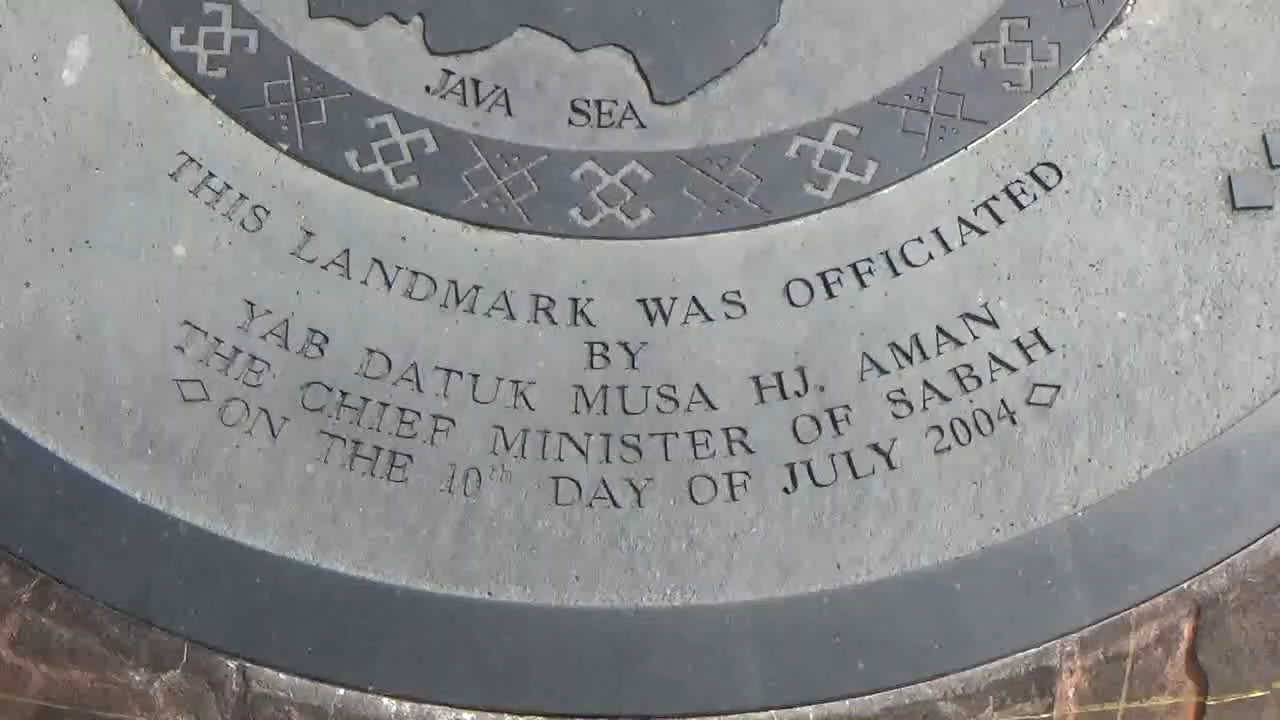 JAVA SEA
THIS LANDMARK WAS OFFICIATED
BY
YAB DATUK MUSA HJ. AMAN
THE CHIEF MINISTER OF SABAH
ON THE 10th DAY OF JULY 2004